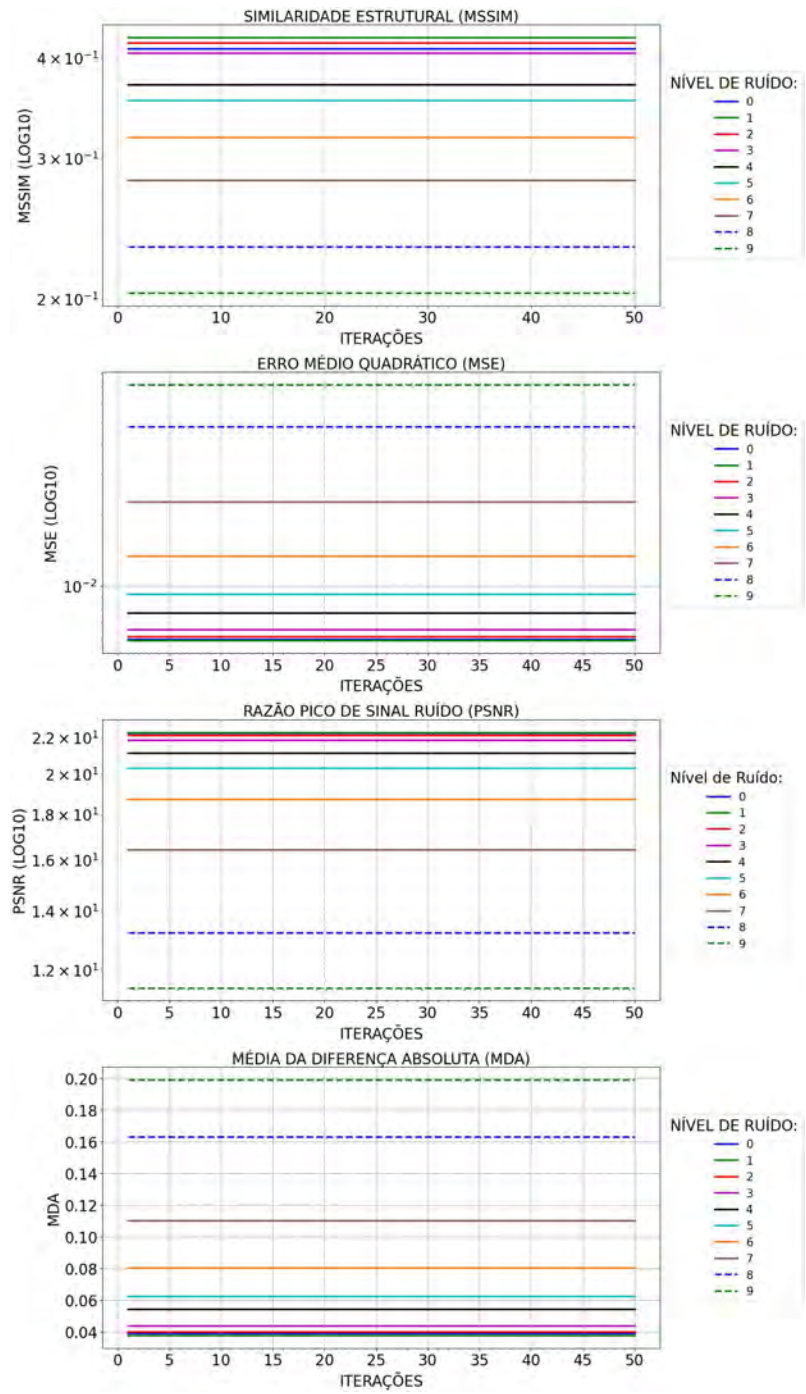 SIMILARIDADE ESTRUTURAL (MSSIM)
MSSIM (LOG10)
4 × 10⁻¹
3 × 10⁻¹
2 × 10⁻¹
0 5 10 15 20 25 30 35 40 45 50
ITERAÇÕES
NÍVEL DE RUÍDO:
0
1
2
3
4
5
6
7
8
9
ERRO MÉDIO QUADRÁTICO (MSE)
MSE (LOG10)
10⁻²
0 5 10 15 20 25 30 35 40 45 50
ITERAÇÕES
NÍVEL DE RUÍDO:
0
1
2
3
4
5
6
7
8
9
RAZÃO PICO DE SINAL RUÍDO (PSNR)
PSNR (LOG10)
2.2 × 10¹
2 × 10¹
1.8 × 10¹
1.6 × 10¹
1.4 × 10¹
1.2 × 10¹
0 5 10 15 20 25 30 35 40 45 50
ITERAÇÕES
Nível de Ruído:
0
1
2
3
4
5
6
7
8
9
MÉDIA DA DIFERENÇA ABSOLUTA (MDA)
MDA
0.20
0.18
0.16
0.14
0.12
0.10
0.08
0.06
0.04
0 5 10 15 20 25 30 35 40 45 50
ITERAÇÕES
NÍVEL DE RUÍDO:
0
1
2
3
4
5
6
7
8
9